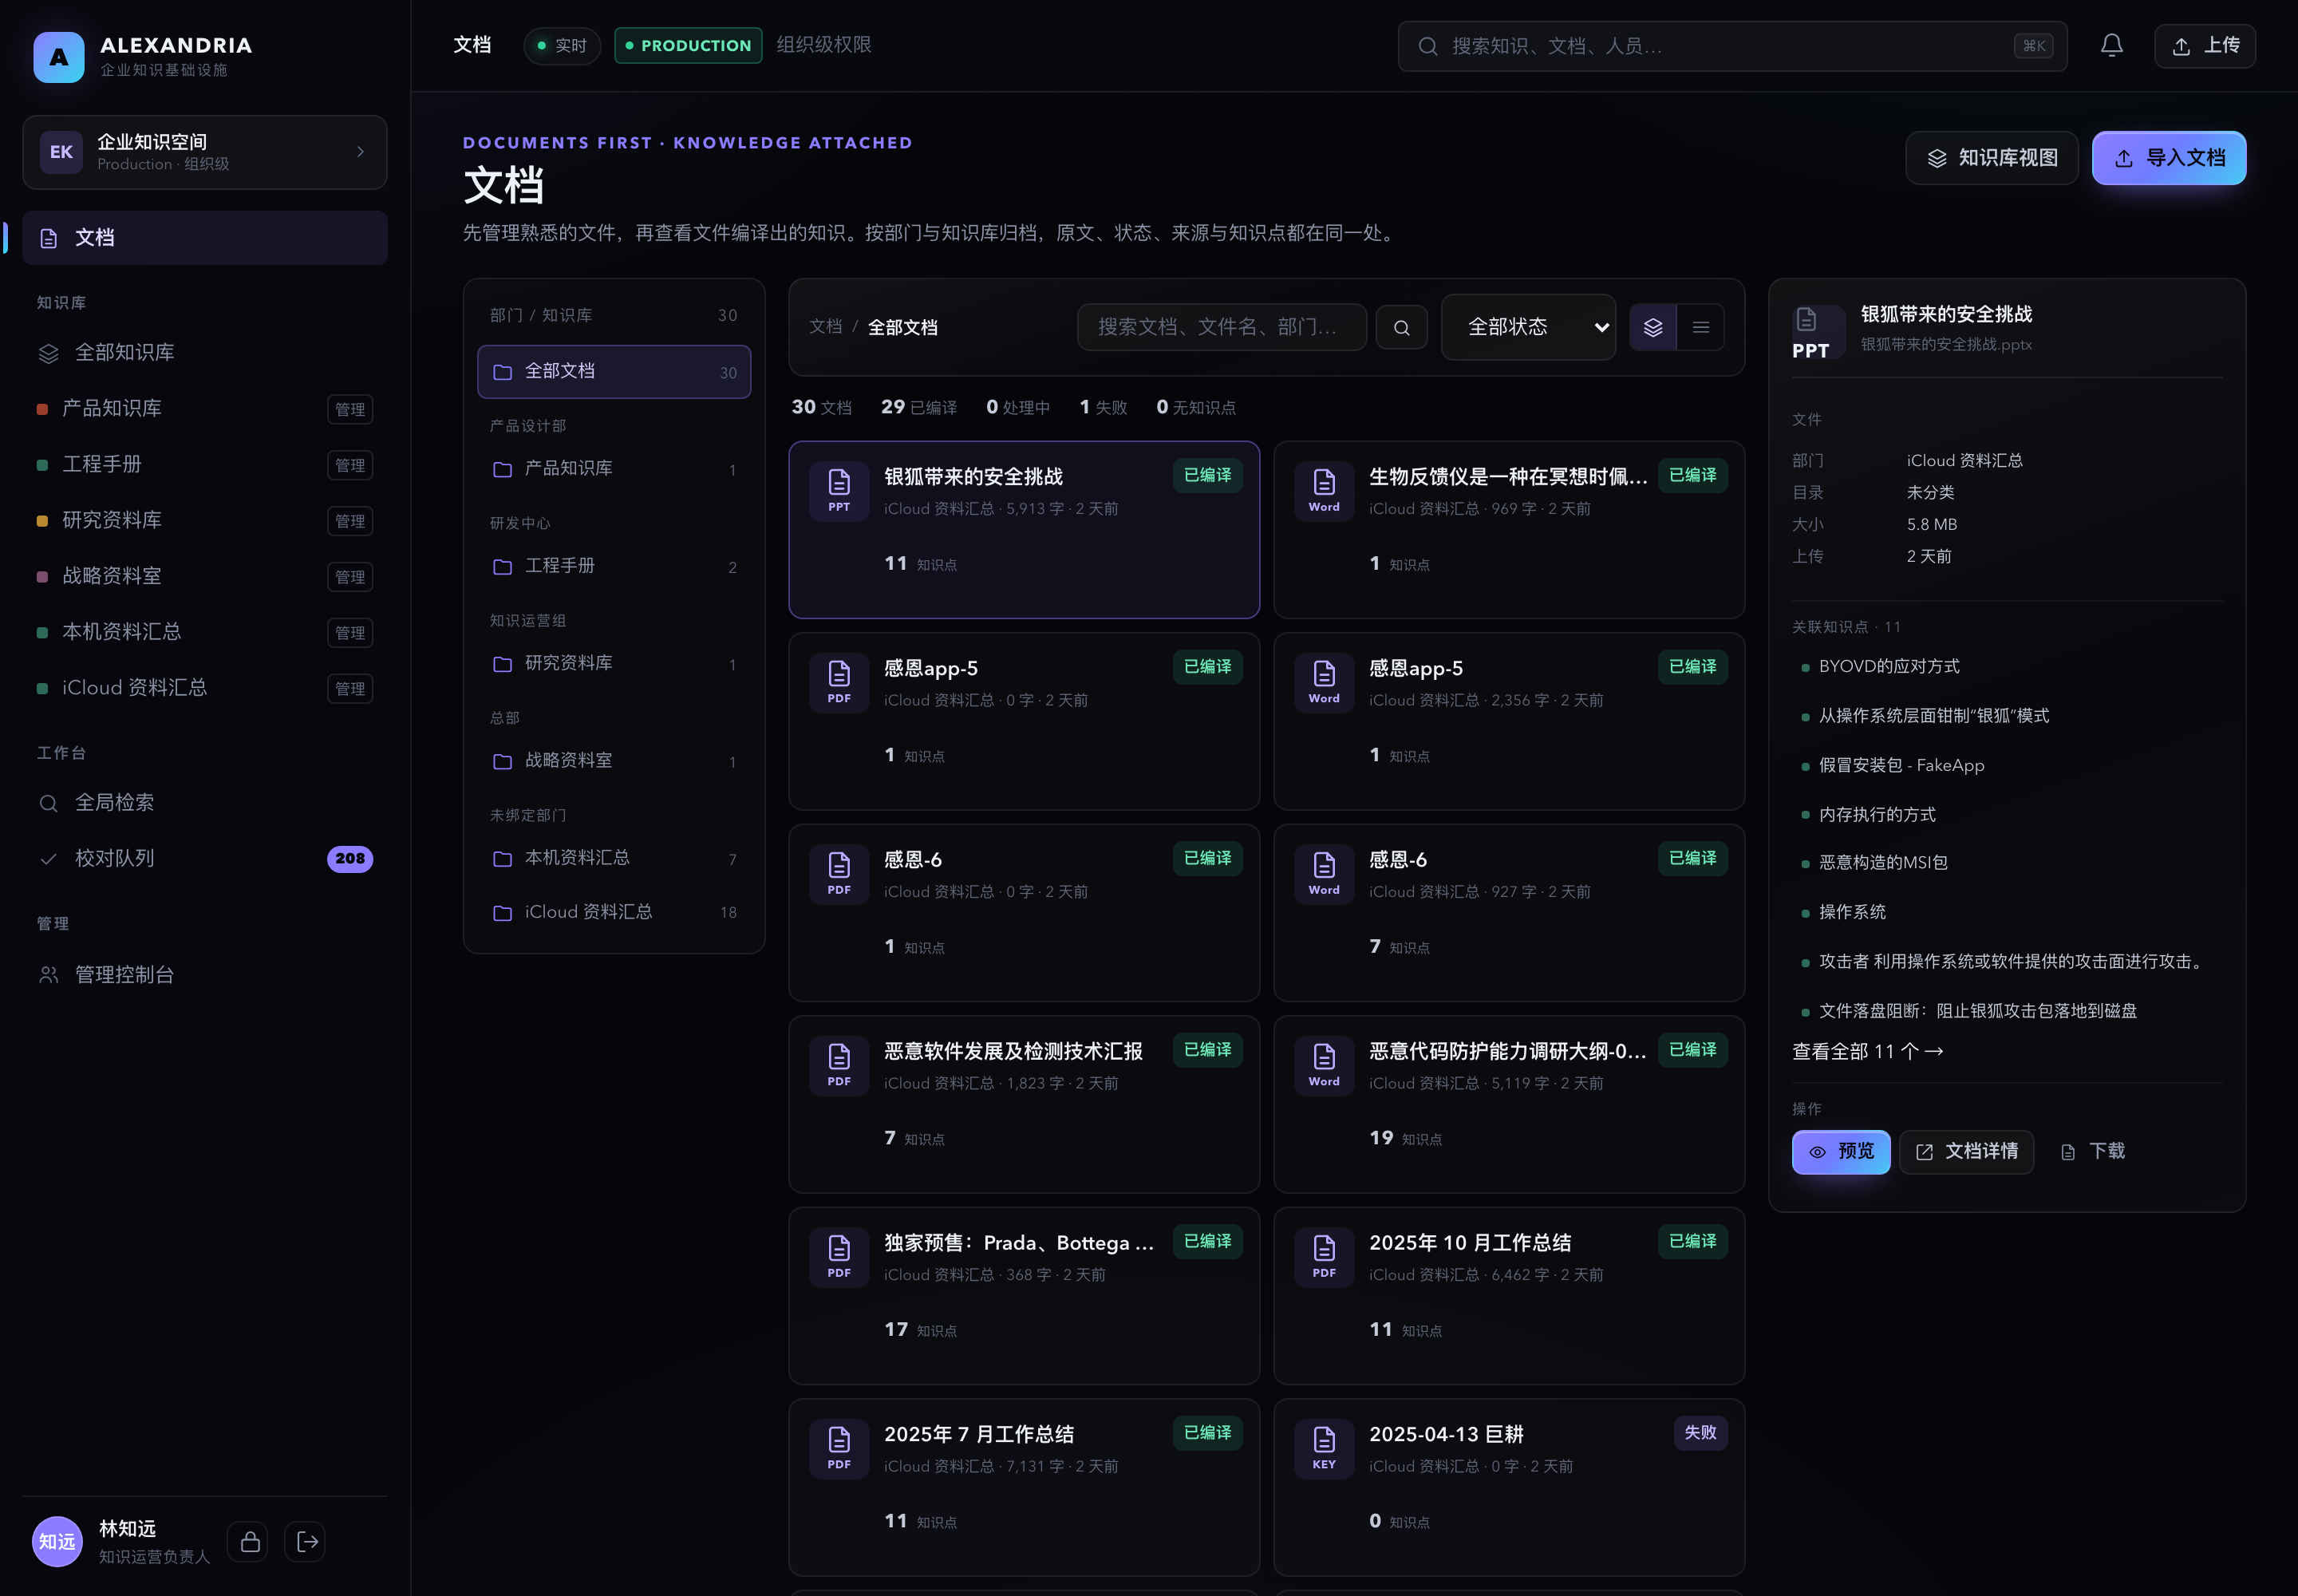 A
ALEXANDRIA
企业知识基础设施
EK
企业知识空间
Production · 组织级
文档
知识库
全部知识库
产品知识库 管理
工程手册 管理
研究资料库 管理
战略资料室 管理
本机资料汇总 管理
iCloud 资料汇总 管理
工作台
全局检索
校对队列 208
管理
管理控制台
知远
林知远
知识运营负责人
文档 实时 PRODUCTION 组织级权限
搜索知识、文档、人员... ⌘K
上传
DOCUMENTS FIRST · KNOWLEDGE ATTACHED
文档
先管理熟悉的文件，再查看文件编译出的知识。按部门与知识库归档，原文、状态、来源与知识点都在同一处。
知识库视图
导入文档
部门 / 知识库 30
全部文档 30
产品设计部
产品知识库 1
研发中心
工程手册 2
知识运营组
研究资料库 1
总部
战略资料室 1
未绑定部门
本机资料汇总 7
iCloud 资料汇总 18
文档 / 全部文档
搜索文档、文件名、部门...
全部状态
30 文档 29 已编译 0 处理中 1 失败 0 无知识点
PPT
银狐带来的安全挑战 已编译
iCloud 资料汇总 · 5,913 字 · 2 天前
11 知识点
Word
生物反馈仪是一种在冥想时佩... 已编译
iCloud 资料汇总 · 969 字 · 2 天前
1 知识点
PDF
感恩app-5 已编译
iCloud 资料汇总 · 0 字 · 2 天前
1 知识点
Word
感恩app-5 已编译
iCloud 资料汇总 · 2,356 字 · 2 天前
1 知识点
PDF
感恩-6 已编译
iCloud 资料汇总 · 0 字 · 2 天前
1 知识点
Word
感恩-6 已编译
iCloud 资料汇总 · 927 字 · 2 天前
7 知识点
PDF
恶意软件发展及检测技术汇报 已编译
iCloud 资料汇总 · 1,823 字 · 2 天前
7 知识点
Word
恶意代码防护能力调研大纲-0... 已编译
iCloud 资料汇总 · 5,119 字 · 2 天前
19 知识点
PDF
独家预售：Prada、Bottega ... 已编译
iCloud 资料汇总 · 368 字 · 2 天前
17 知识点
PDF
2025年 10 月工作总结 已编译
iCloud 资料汇总 · 6,462 字 · 2 天前
11 知识点
PDF
2025年 7 月工作总结 已编译
iCloud 资料汇总 · 7,131 字 · 2 天前
11 知识点
KEY
2025-04-13 巨耕 失败
iCloud 资料汇总 · 0 字 · 2 天前
0 知识点
PPT
银狐带来的安全挑战
银狐带来的安全挑战.pptx
文件
部门 iCloud 资料汇总
目录 未分类
大小 5.8 MB
上传 2 天前
关联知识点 · 11
BYOVD的应对方式
从操作系统层面钳制“银狐”模式
假冒安装包 - FakeApp
内存执行的方式
恶意构造的MSI包
操作系统
攻击者 利用操作系统或软件提供的攻击面进行攻击。
文件落盘阻断：阻止银狐攻击包落地到磁盘
查看全部 11 个 →
操作
预览 文档详情 下载